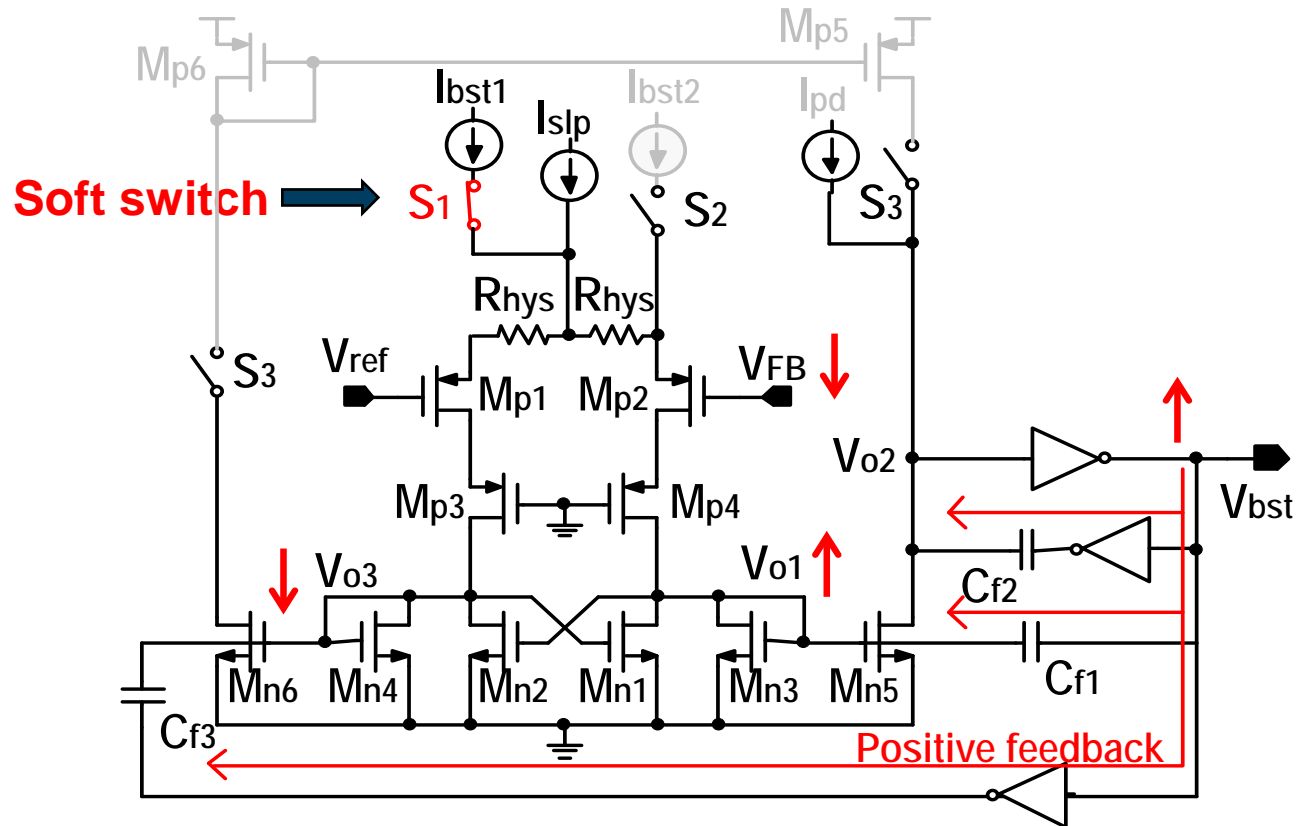 Mp6
Mp5
Ibst1
Ibst2
Ipd
Islp
Soft switch
S1
S2
S3
Rhys
Rhys
Vref
VFB
S3
Mp1
Mp2
Vo2
Vbst
Mp3
Mp4
Vo3
Vo1
Cf2
Mn6
Mn4
Mn2
Mn1
Mn3
Mn5
Cf1
Cf3
Positive feedback